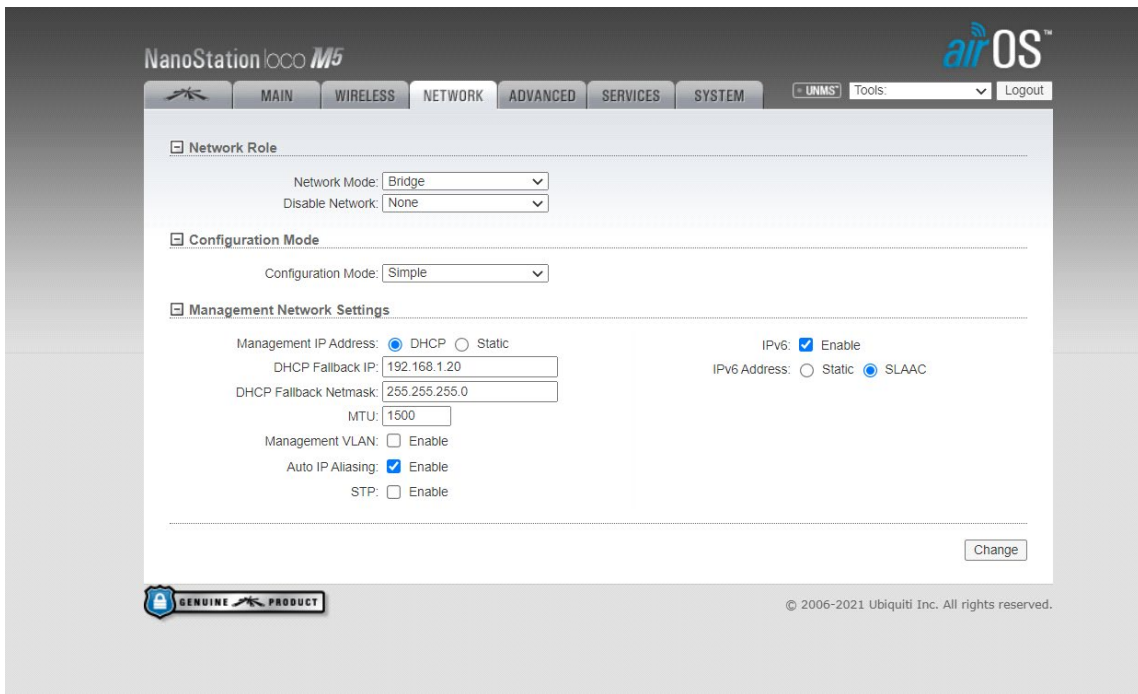 NanoStation loco M5
airOS™
MAIN WIRELESS NETWORK ADVANCED SERVICES SYSTEM UNMS Tools: Logout
Network Role
Network Mode: Bridge
Disable Network: None
Configuration Mode
Configuration Mode: Simple
Management Network Settings
Management IP Address: DHCP Static
DHCP Fallback IP: 192.168.1.20
DHCP Fallback Netmask: 255.255.255.0
MTU: 1500
Management VLAN: Enable
Auto IP Aliasing: Enable
STP: Enable
IPv6: Enable
IPv6 Address: Static SLAAC
Change
GENUINE PRODUCT
© 2006-2021 Ubiquiti Inc. All rights reserved.